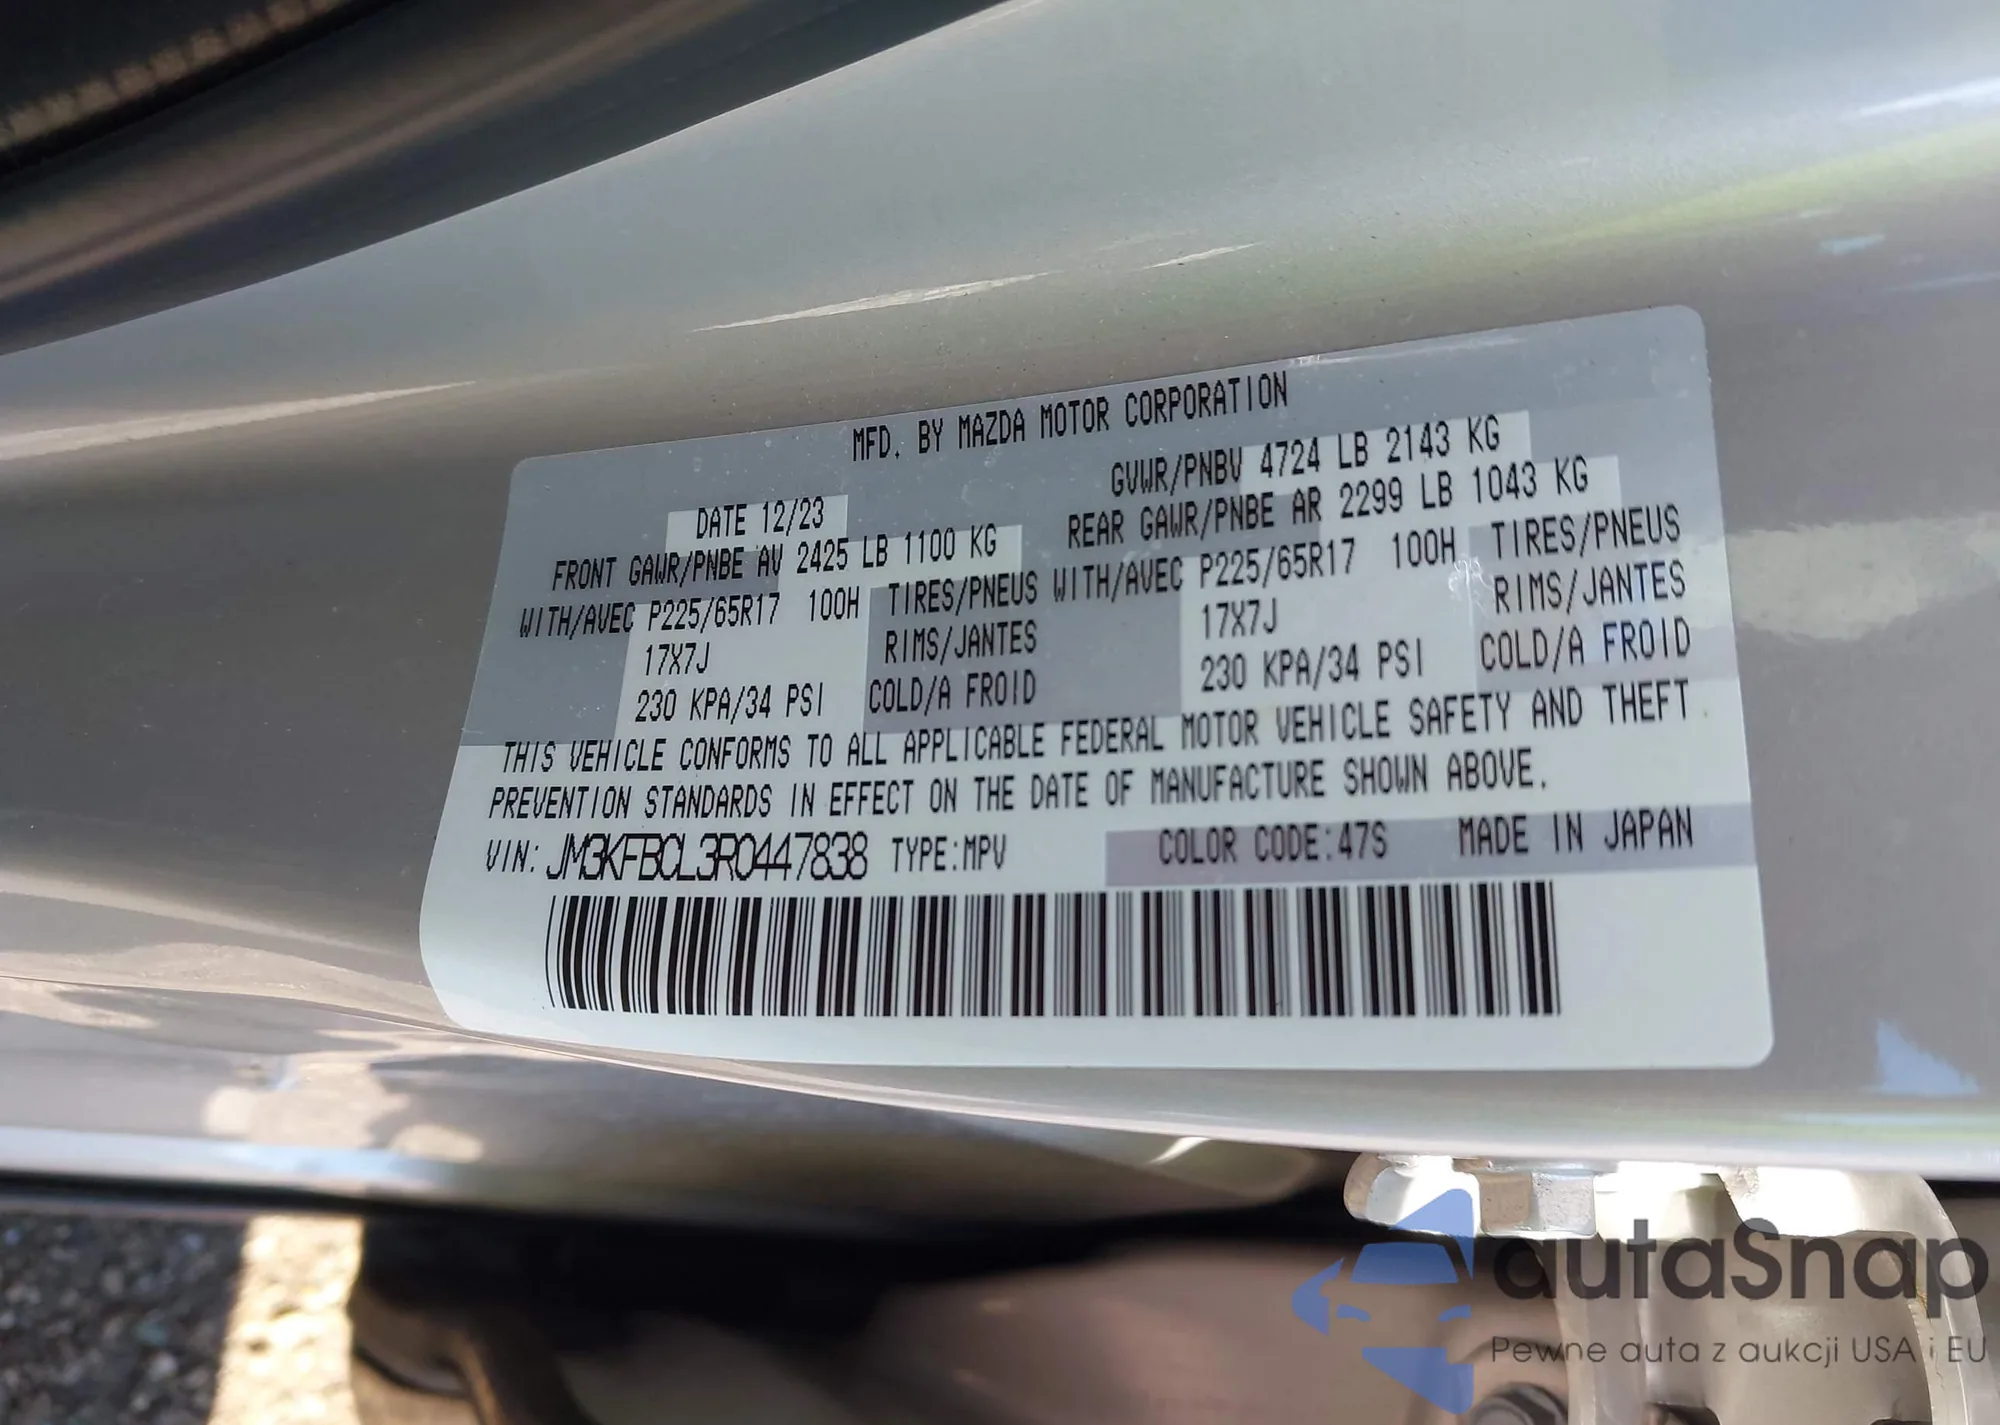 MFD. BY MAZDA MOTOR CORPORATION
DATE 12/23 GVWR/PNBV 4724 LB 2143 KG
FRONT GAWR/PNBE AV 2425 LB 1100 KG REAR GAWR/PNBE AR 2299 LB 1043 KG
WITH/AVEC P225/65R17 100H TIRES/PNEUS WITH/AVEC P225/65R17 100H TIRES/PNEUS
17X7J RIMS/JANTES 17X7J RIMS/JANTES
230 KPA/34 PSI COLD/A FROID 230 KPA/34 PSI COLD/A FROID
THIS VEHICLE CONFORMS TO ALL APPLICABLE FEDERAL MOTOR VEHICLE SAFETY AND THEFT
PREVENTION STANDARDS IN EFFECT ON THE DATE OF MANUFACTURE SHOWN ABOVE.
VIN: JM3KFBCL3R0447838 TYPE:MPV COLOR CODE:47S MADE IN JAPAN
autaSnap
Pewne auta z aukcji USA i EU